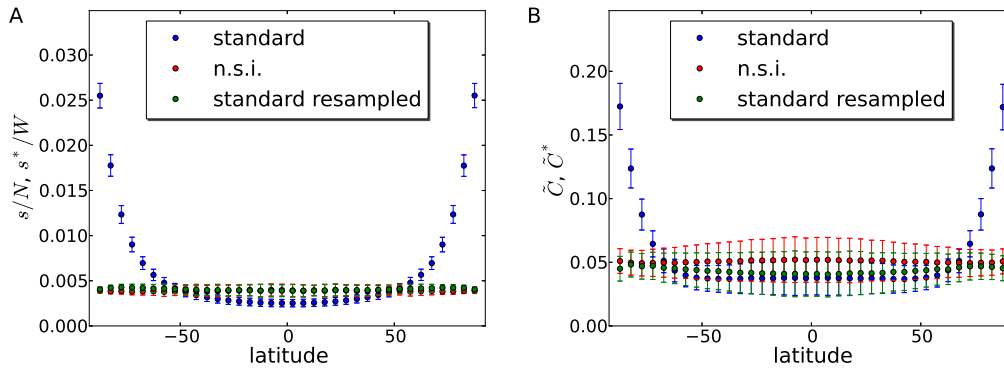 A
standard
n.s.i.
standard resampled
s/N, s*/W
0.030
0.025
0.020
0.015
0.010
0.005
0.000
−50
0
50
latitude
B
standard
n.s.i.
standard resampled
C̃, C̃*
0.20
0.15
0.10
0.05
0.00
−50
0
50
latitude